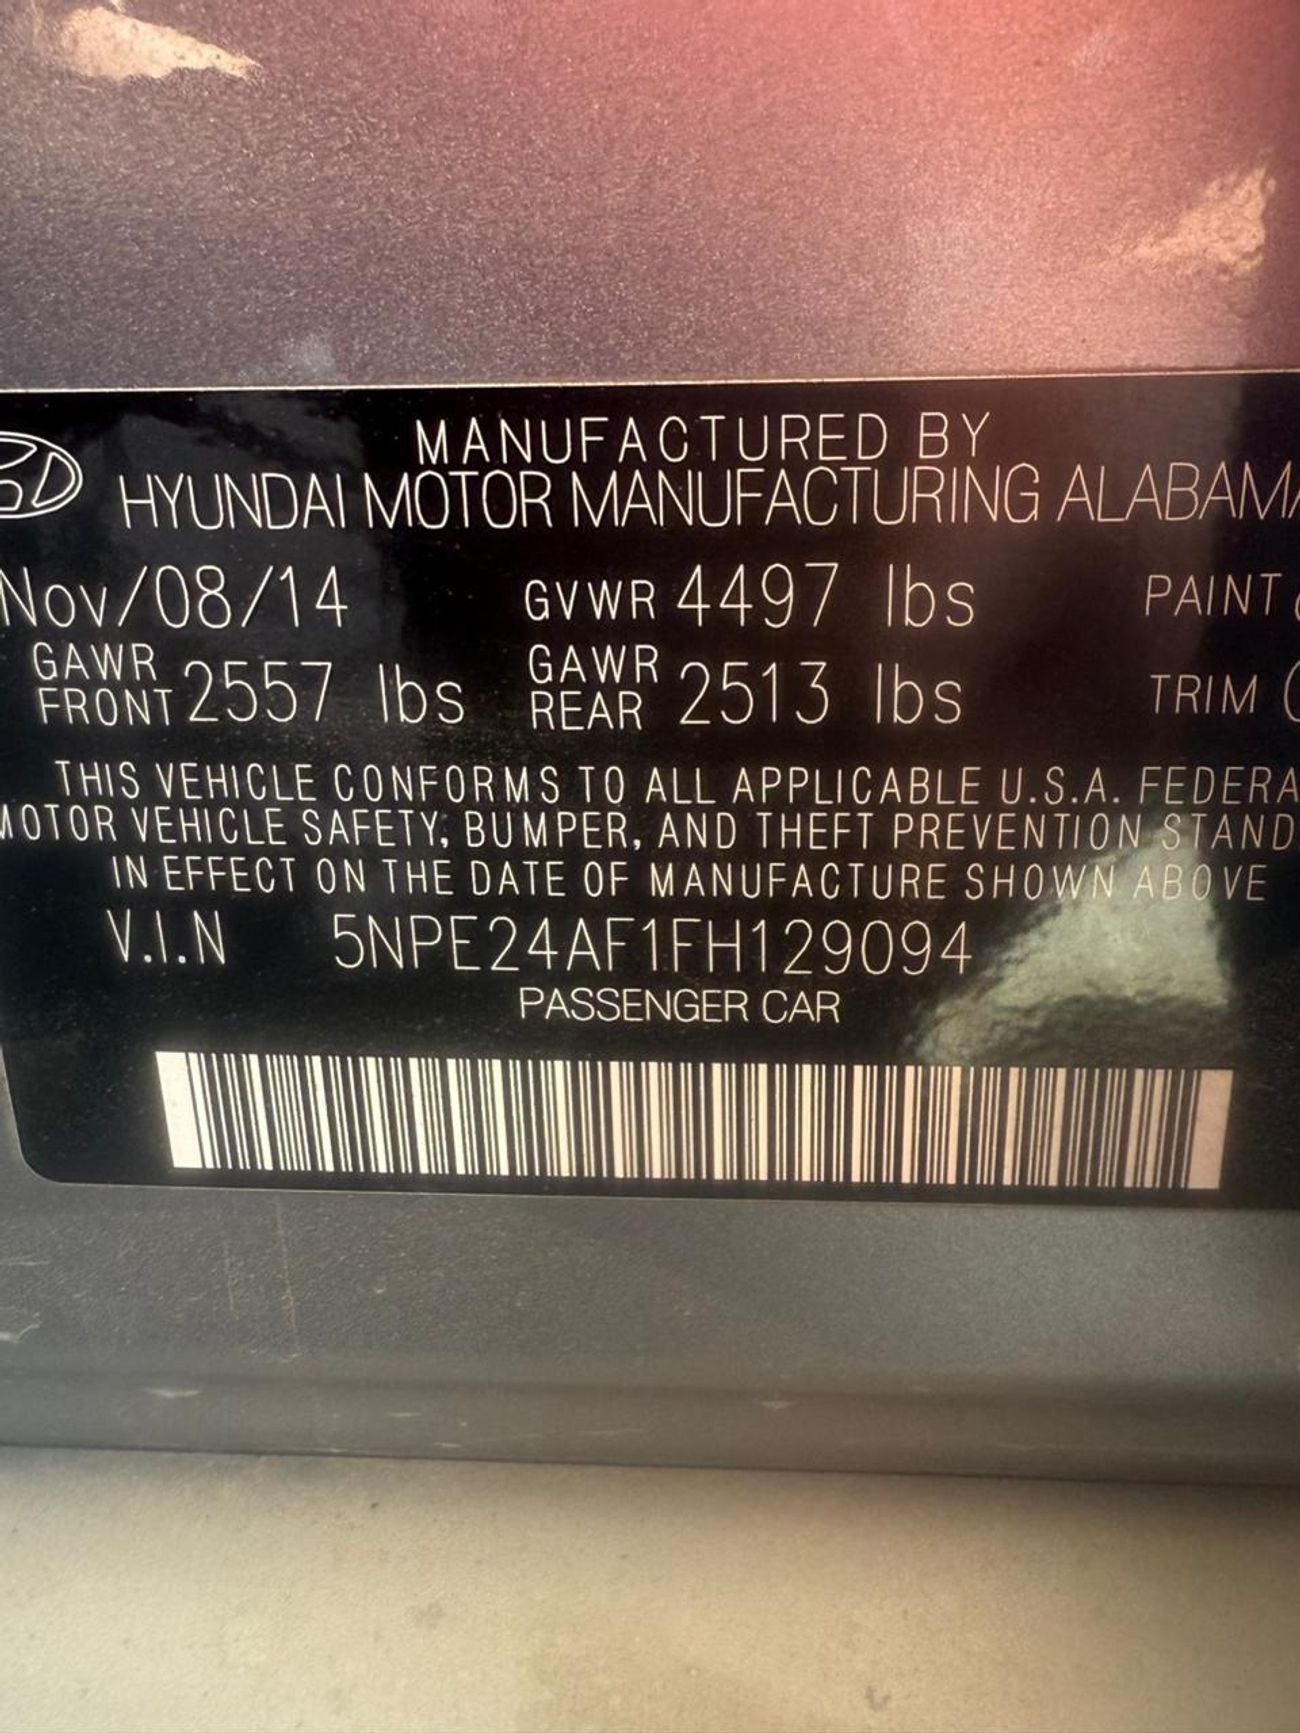 MANUFACTURED BY
HYUNDAI MOTOR MANUFACTURING ALABAMA
Nov/08/14 GVWR 4497 lbs PAINT
GAWR FRONT 2557 lbs GAWR REAR 2513 lbs TRIM
THIS VEHICLE CONFORMS TO ALL APPLICABLE U.S.A. FEDERA
MOTOR VEHICLE SAFETY, BUMPER, AND THEFT PREVENTION STAND
IN EFFECT ON THE DATE OF MANUFACTURE SHOWN ABOVE
V.I.N 5NPE24AF1FH129094
PASSENGER CAR